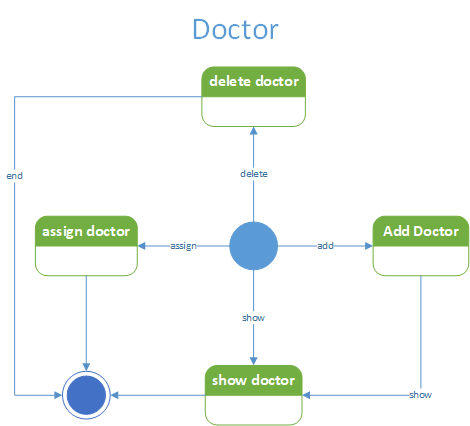 Doctor
delete doctor
end
delete
assign doctor
assign
add
Add Doctor
show
show doctor
show